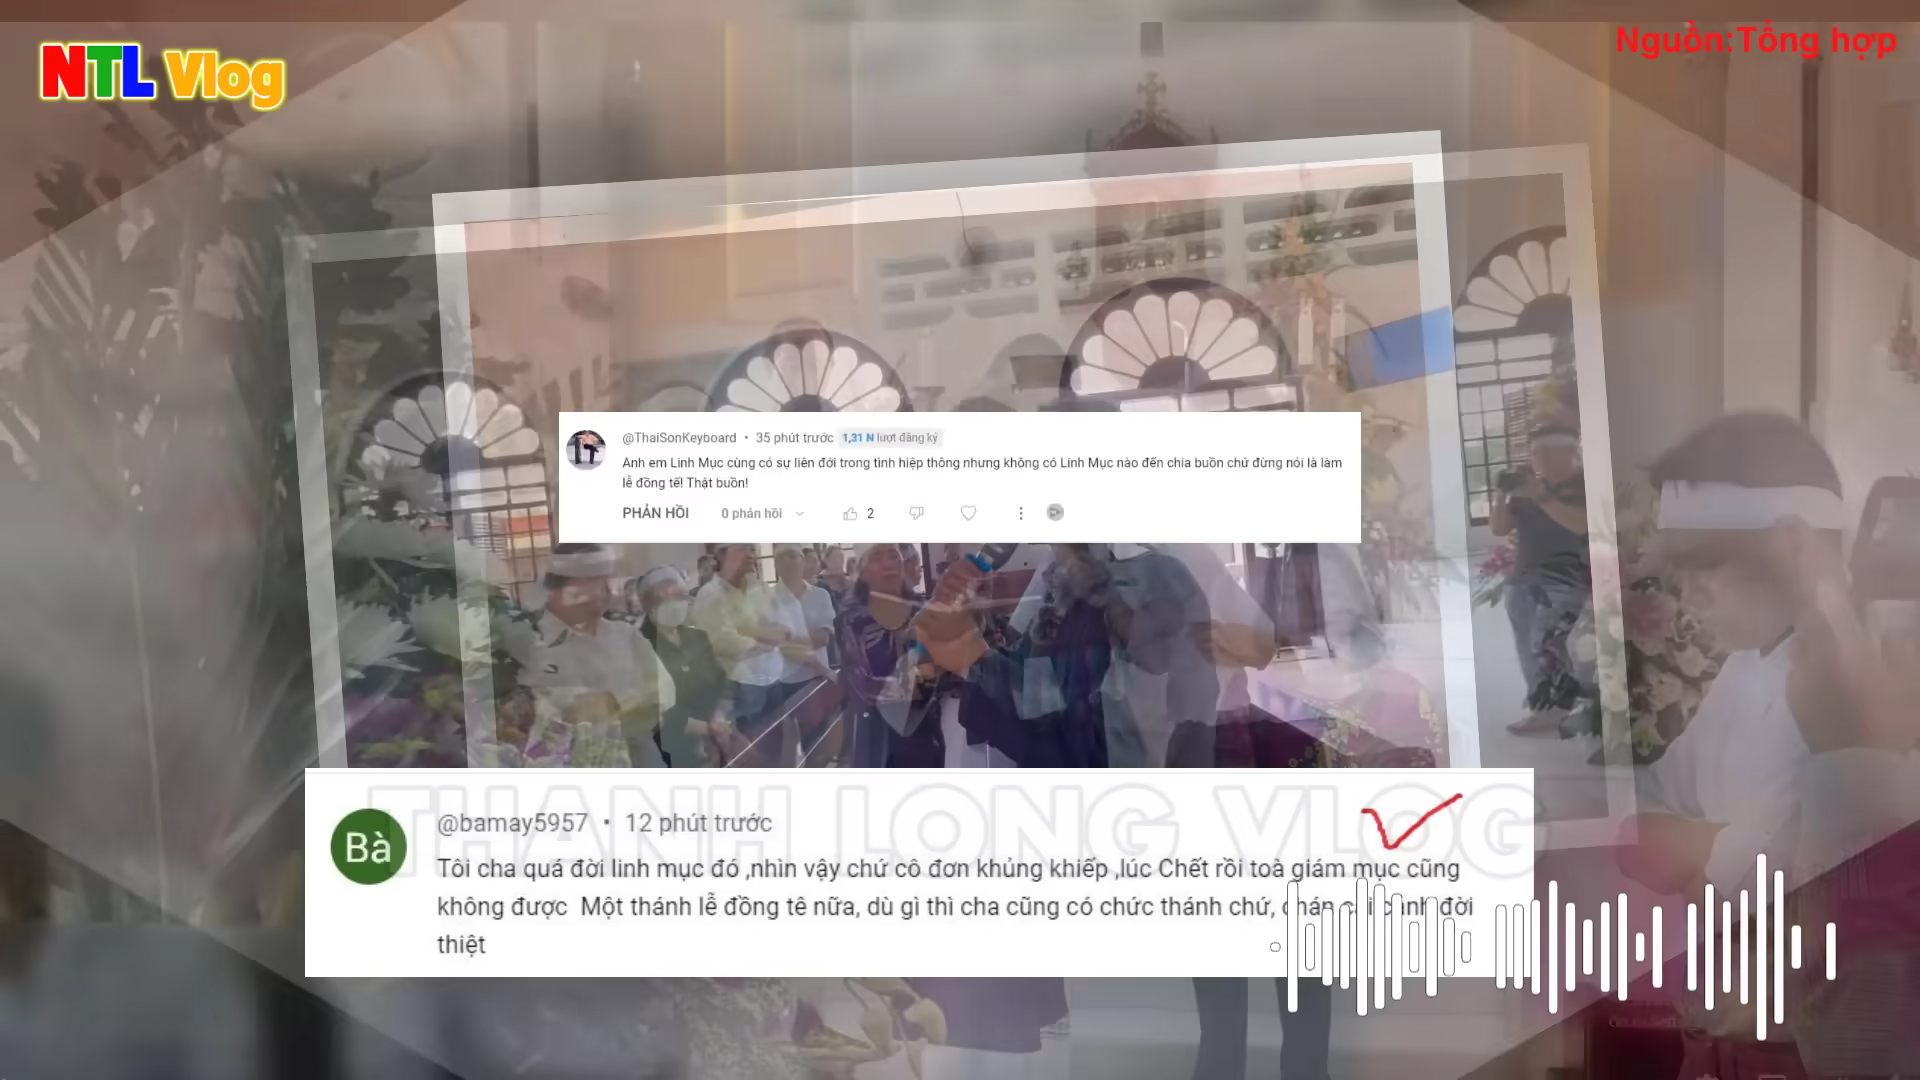 NTL Vlog
Nguồn:Tổng hợp
@ThaiSonKeyboard • 35 phút trước 1,31 N lượt đăng ký
Anh em Linh Mục cùng có sự liên đới trong tình hiệp thông nhưng không có Linh Mục nào đến chia buồn chứ đừng nói là làm
lễ đồng tế! Thật buồn!
PHẢN HỒI 0 phản hồi 2
THANH LONG VLOG
Bà @bamay5957 • 12 phút trước
Tôi cha quá đời linh mục đó ,nhìn vậy chứ cô đơn khủng khiếp ,lúc Chết rồi toà giám mục cũng
không được Một thánh lễ đồng tê nữa, dù gì thì cha cũng có chức thánh chứ, chán cái cảnh đời
thiệt